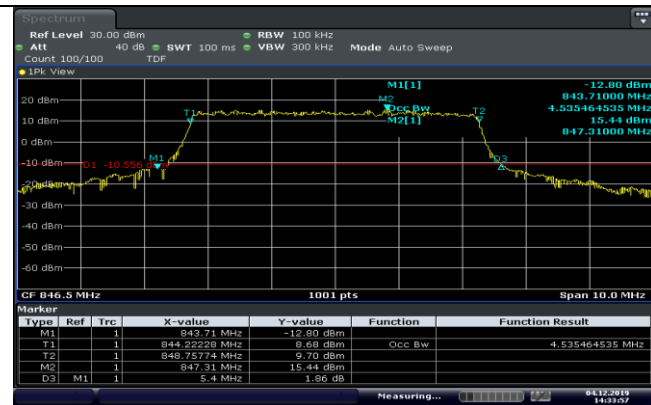 Spectrum
Ref Level 30.00 dBm RBW 100 kHz
Att 40 dB SWT 100 ms VBW 300 kHz Mode Auto Sweep
Count 100/100 TDF
1Pk View
M1[1] -12.80 dBm
843.71000 MHz
20 dBm M2 Occ Bw 4.535464535 MHz
10 dBm T1 M2[1] T2 15.44 dBm
847.31000 MHz
0 dBm
-10 dBm D1 -10.556 dBm M1 D3
-20 dBm
-30 dBm
-40 dBm
-50 dBm
-60 dBm
CF 846.5 MHz 1001 pts Span 10.0 MHz
Marker
Type Ref Trc X-value Y-value Function Function Result
M1 1 843.71 MHz -12.80 dBm
T1 1 844.22228 MHz 8.68 dBm Occ Bw 4.535464535 MHz
T2 1 848.75774 MHz 9.70 dBm
M2 1 847.31 MHz 15.44 dBm
D3 M1 1 5.4 MHz 1.86 dB
Measuring... 04.12.2019
14:33:57